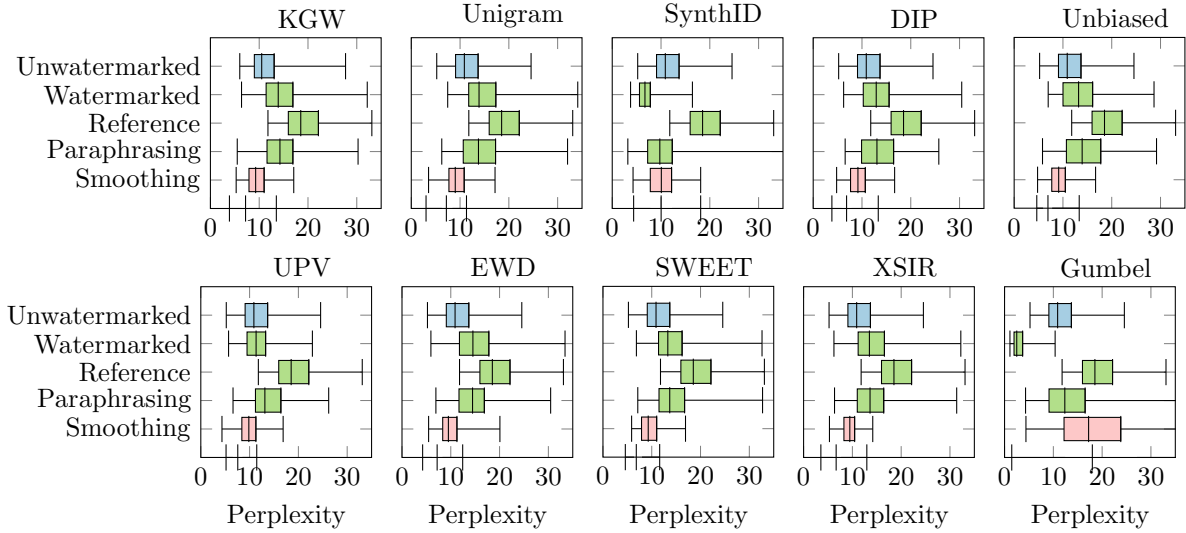 KGW Unigram SynthID DIP Unbiased
Unwatermarked
Watermarked
Reference
Paraphrasing
Smoothing
0 10 20 30 0 10 20 30 0 10 20 30 0 10 20 30 0 10 20 30
UPV EWD SWEET XSIR Gumbel
Unwatermarked
Watermarked
Reference
Paraphrasing
Smoothing
0 10 20 30 0 10 20 30 0 10 20 30 0 10 20 30 0 10 20 30
Perplexity Perplexity Perplexity Perplexity Perplexity